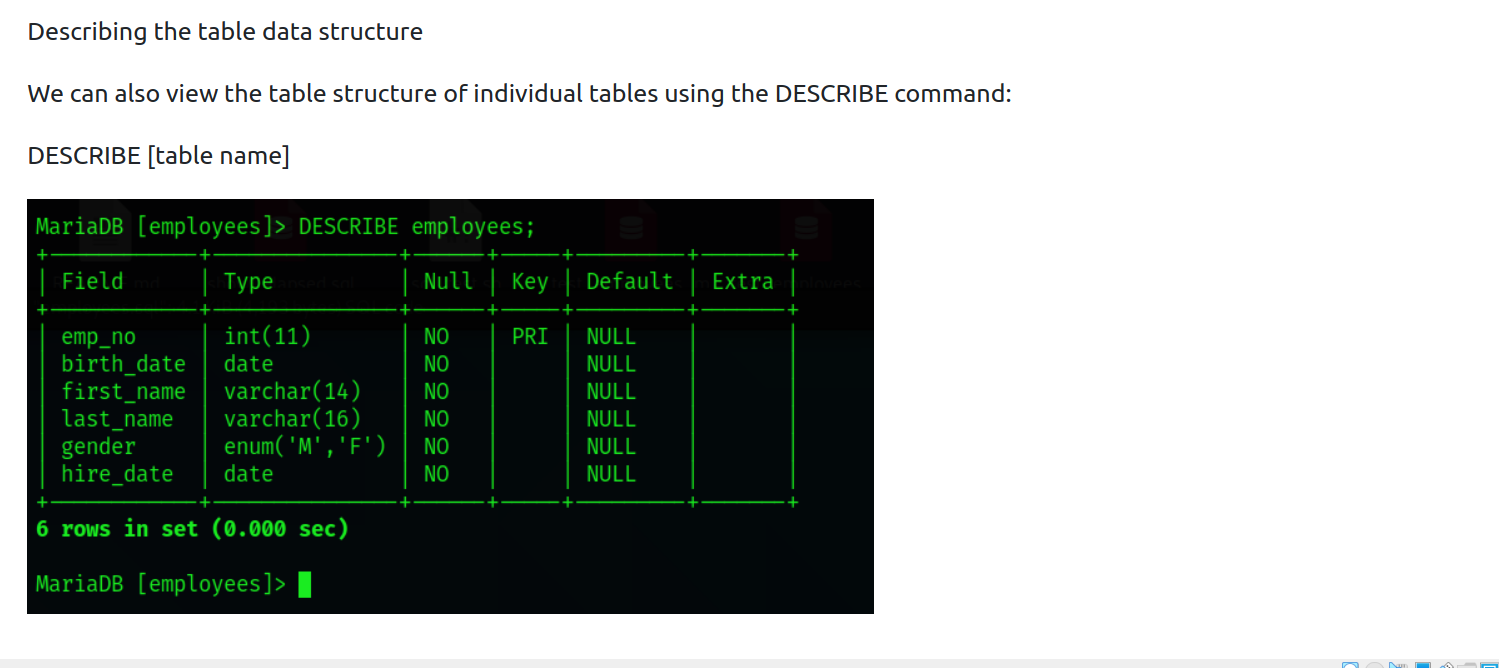 Describing the table data structure
We can also view the table structure of individual tables using the DESCRIBE command:
DESCRIBE [table name]
MariaDB [employees]> DESCRIBE employees;
| Field | Type | Null | Key | Default | Extra |
| emp_no | int(11) | NO | PRI | NULL | |
| birth_date | date | NO | | NULL | |
| first_name | varchar(14) | NO | | NULL | |
| last_name | varchar(16) | NO | | NULL | |
| gender | enum('M','F') | NO | | NULL | |
| hire_date | date | NO | | NULL | |
6 rows in set (0.000 sec)
MariaDB [employees]>